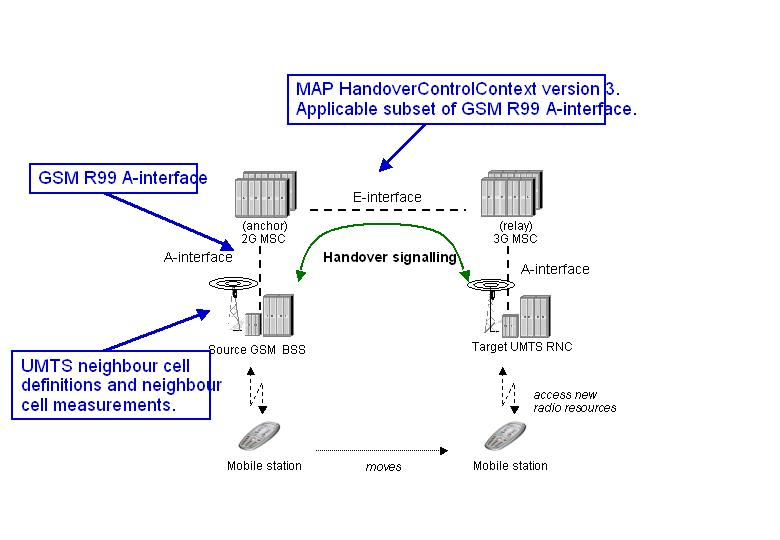 MAP HandoverControlContext version 3.
Applicable subset of GSM R99 A-interface.
GSM R99 A-interface
E-interface
(anchor)
2G MSC
(relay)
3G MSC
A-interface
Handover signalling
A-interface
Source GSM BSS
Target UMTS RNC
UMTS neighbour cell
definitions and neighbour
cell measurements.
access new
radio resources
Mobile station
moves
Mobile station